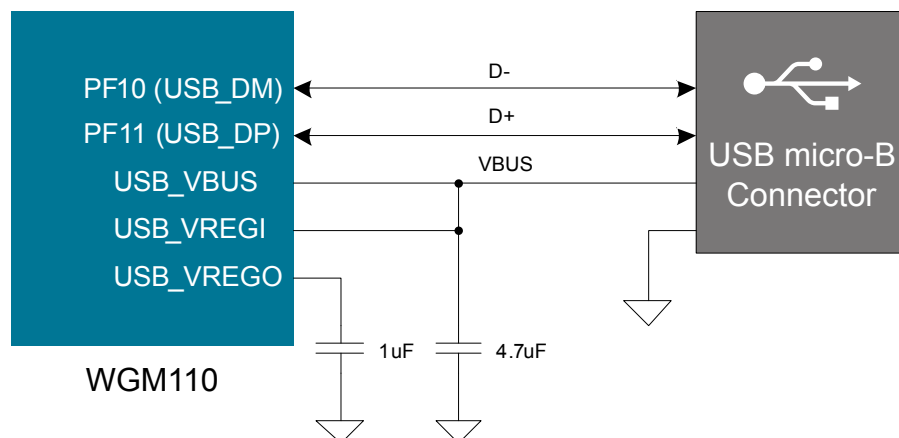 PF10 (USB_DM)
PF11 (USB_DP)
USB_VBUS
USB_VREGI
USB_VREGO
WGM110
D-
D+
VBUS
1uF
4.7uF
USB micro-B
Connector